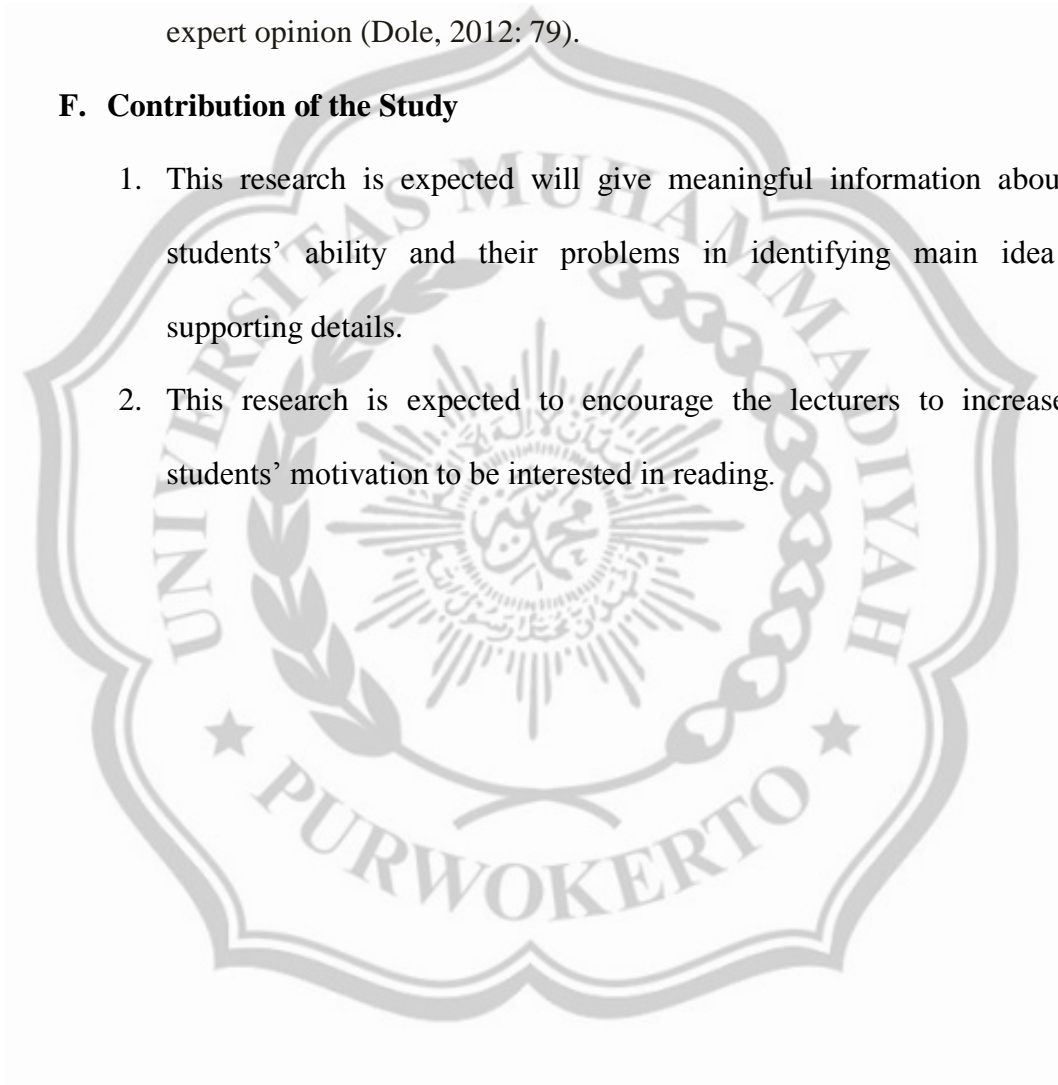 expert opinion (Dole, 2012: 79).
F. Contribution of the Study
1. This research is expected will give meaningful information abou
students’ ability and their problems in identifying main idea
supporting details.
2. This research is expected to encourage the lecturers to increase
students’ motivation to be interested in reading.
UNIVERSITAS MUHAMMADIYAH
PURWOKERTO